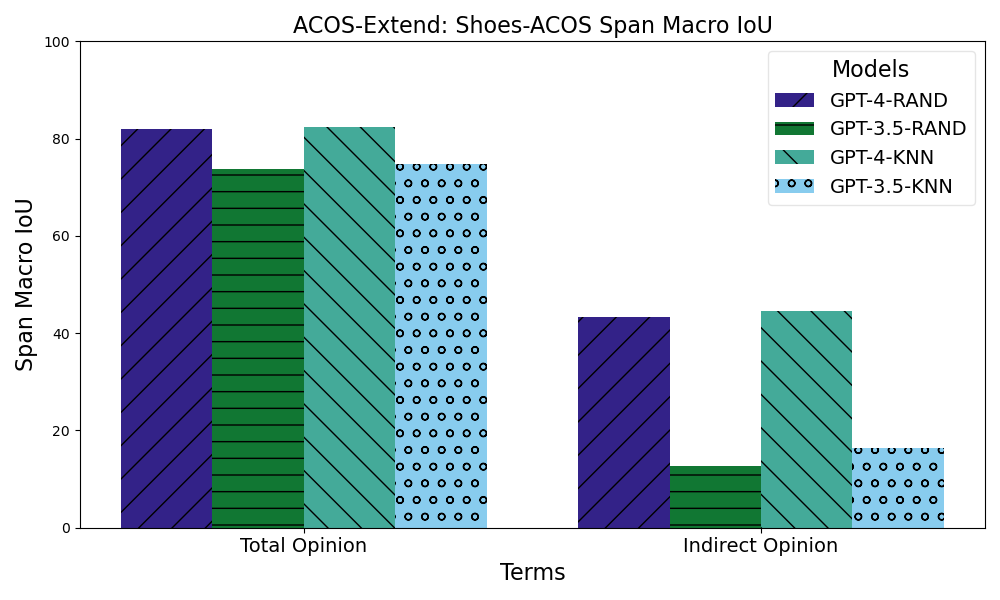 ACOS-Extend: Shoes-ACOS Span Macro IoU
Span Macro IoU
100
80
60
40
20
0
Models
GPT-4-RAND
GPT-3.5-RAND
GPT-4-KNN
GPT-3.5-KNN
Total Opinion
Indirect Opinion
Terms